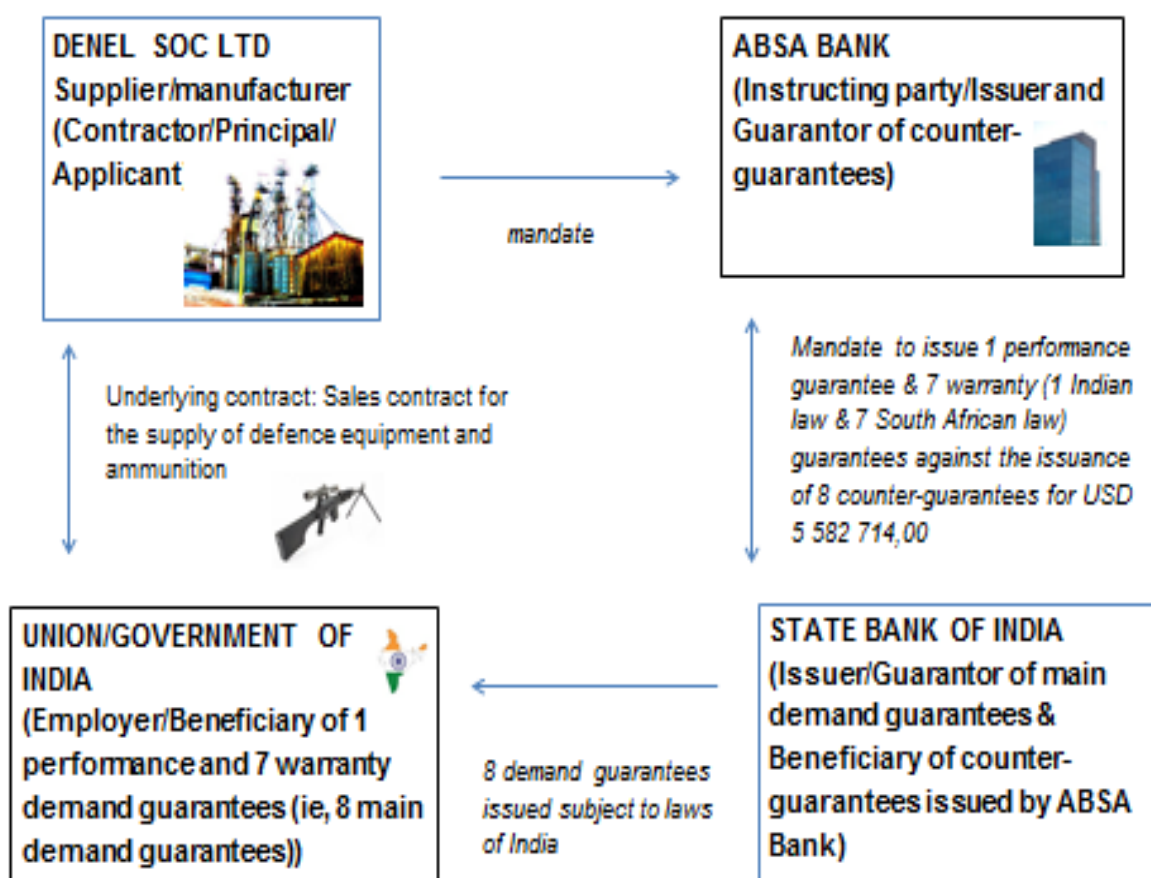 DENEL SOC LTD
Supplier/manufacturer
(Contractor/Principal/
Applicant)
mandate
ABSA BANK
(Instructing party/Issuer and
Guarantor of counter-
guarantees)
Underlying contract: Sales contract for
the supply of defence equipment and
ammunition
Mandate to issue 1 performance
guarantee & 7 warranty (1 Indian
law & 7 South African law)
guarantees against the issuance
of 8 counter-guarantees for USD
5 582 714,00
UNION/GOVERNMENT OF
INDIA
(Employer/Beneficiary of 1
performance and 7 warranty
demand guarantees (ie, 8 main
demand guarantees))
8 demand guarantees
issued subject to laws
of India
STATE BANK OF INDIA
(Issuer/Guarantor of main
demand guarantees &
Beneficiary of counter-
guarantees issued by ABSA
Bank)